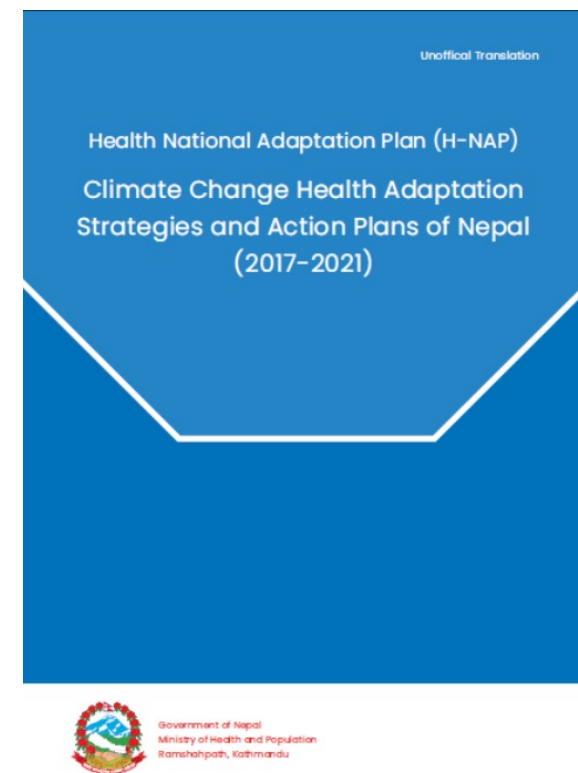 Unoffical Translation
Health National Adaptation Plan (H-NAP)
Climate Change Health Adaptation
Strategies and Action Plans of Nepal
(2017-2021)
Government of Nepal
Ministry of Health and Population
Ramshahpath, Kathmandu